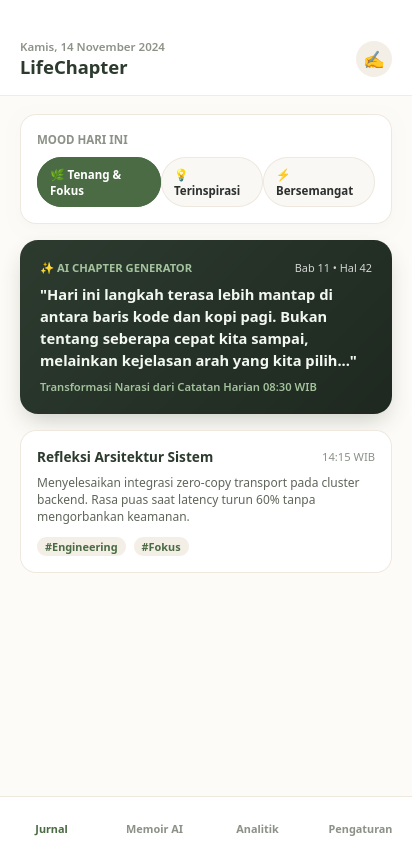 Kamis, 14 November 2024
LifeChapter
✍️
MOOD HARI INI
🌿 Tenang &
Fokus
💡
Terinspirasi
⚡
Bersemangat
✨ AI CHAPTER GENERATOR
Bab 11 • Hal 42
"Hari ini langkah terasa lebih mantap di
antara baris kode dan kopi pagi. Bukan
tentang seberapa cepat kita sampai,
melainkan kejelasan arah yang kita pilih..."
Transformasi Narasi dari Catatan Harian 08:30 WIB
Refleksi Arsitektur Sistem
14:15 WIB
Menyelesaikan integrasi zero-copy transport pada cluster
backend. Rasa puas saat latency turun 60% tanpa
mengorbankan keamanan.
#Engineering
#Fokus
Jurnal
Memoir AI
Analitik
Pengaturan